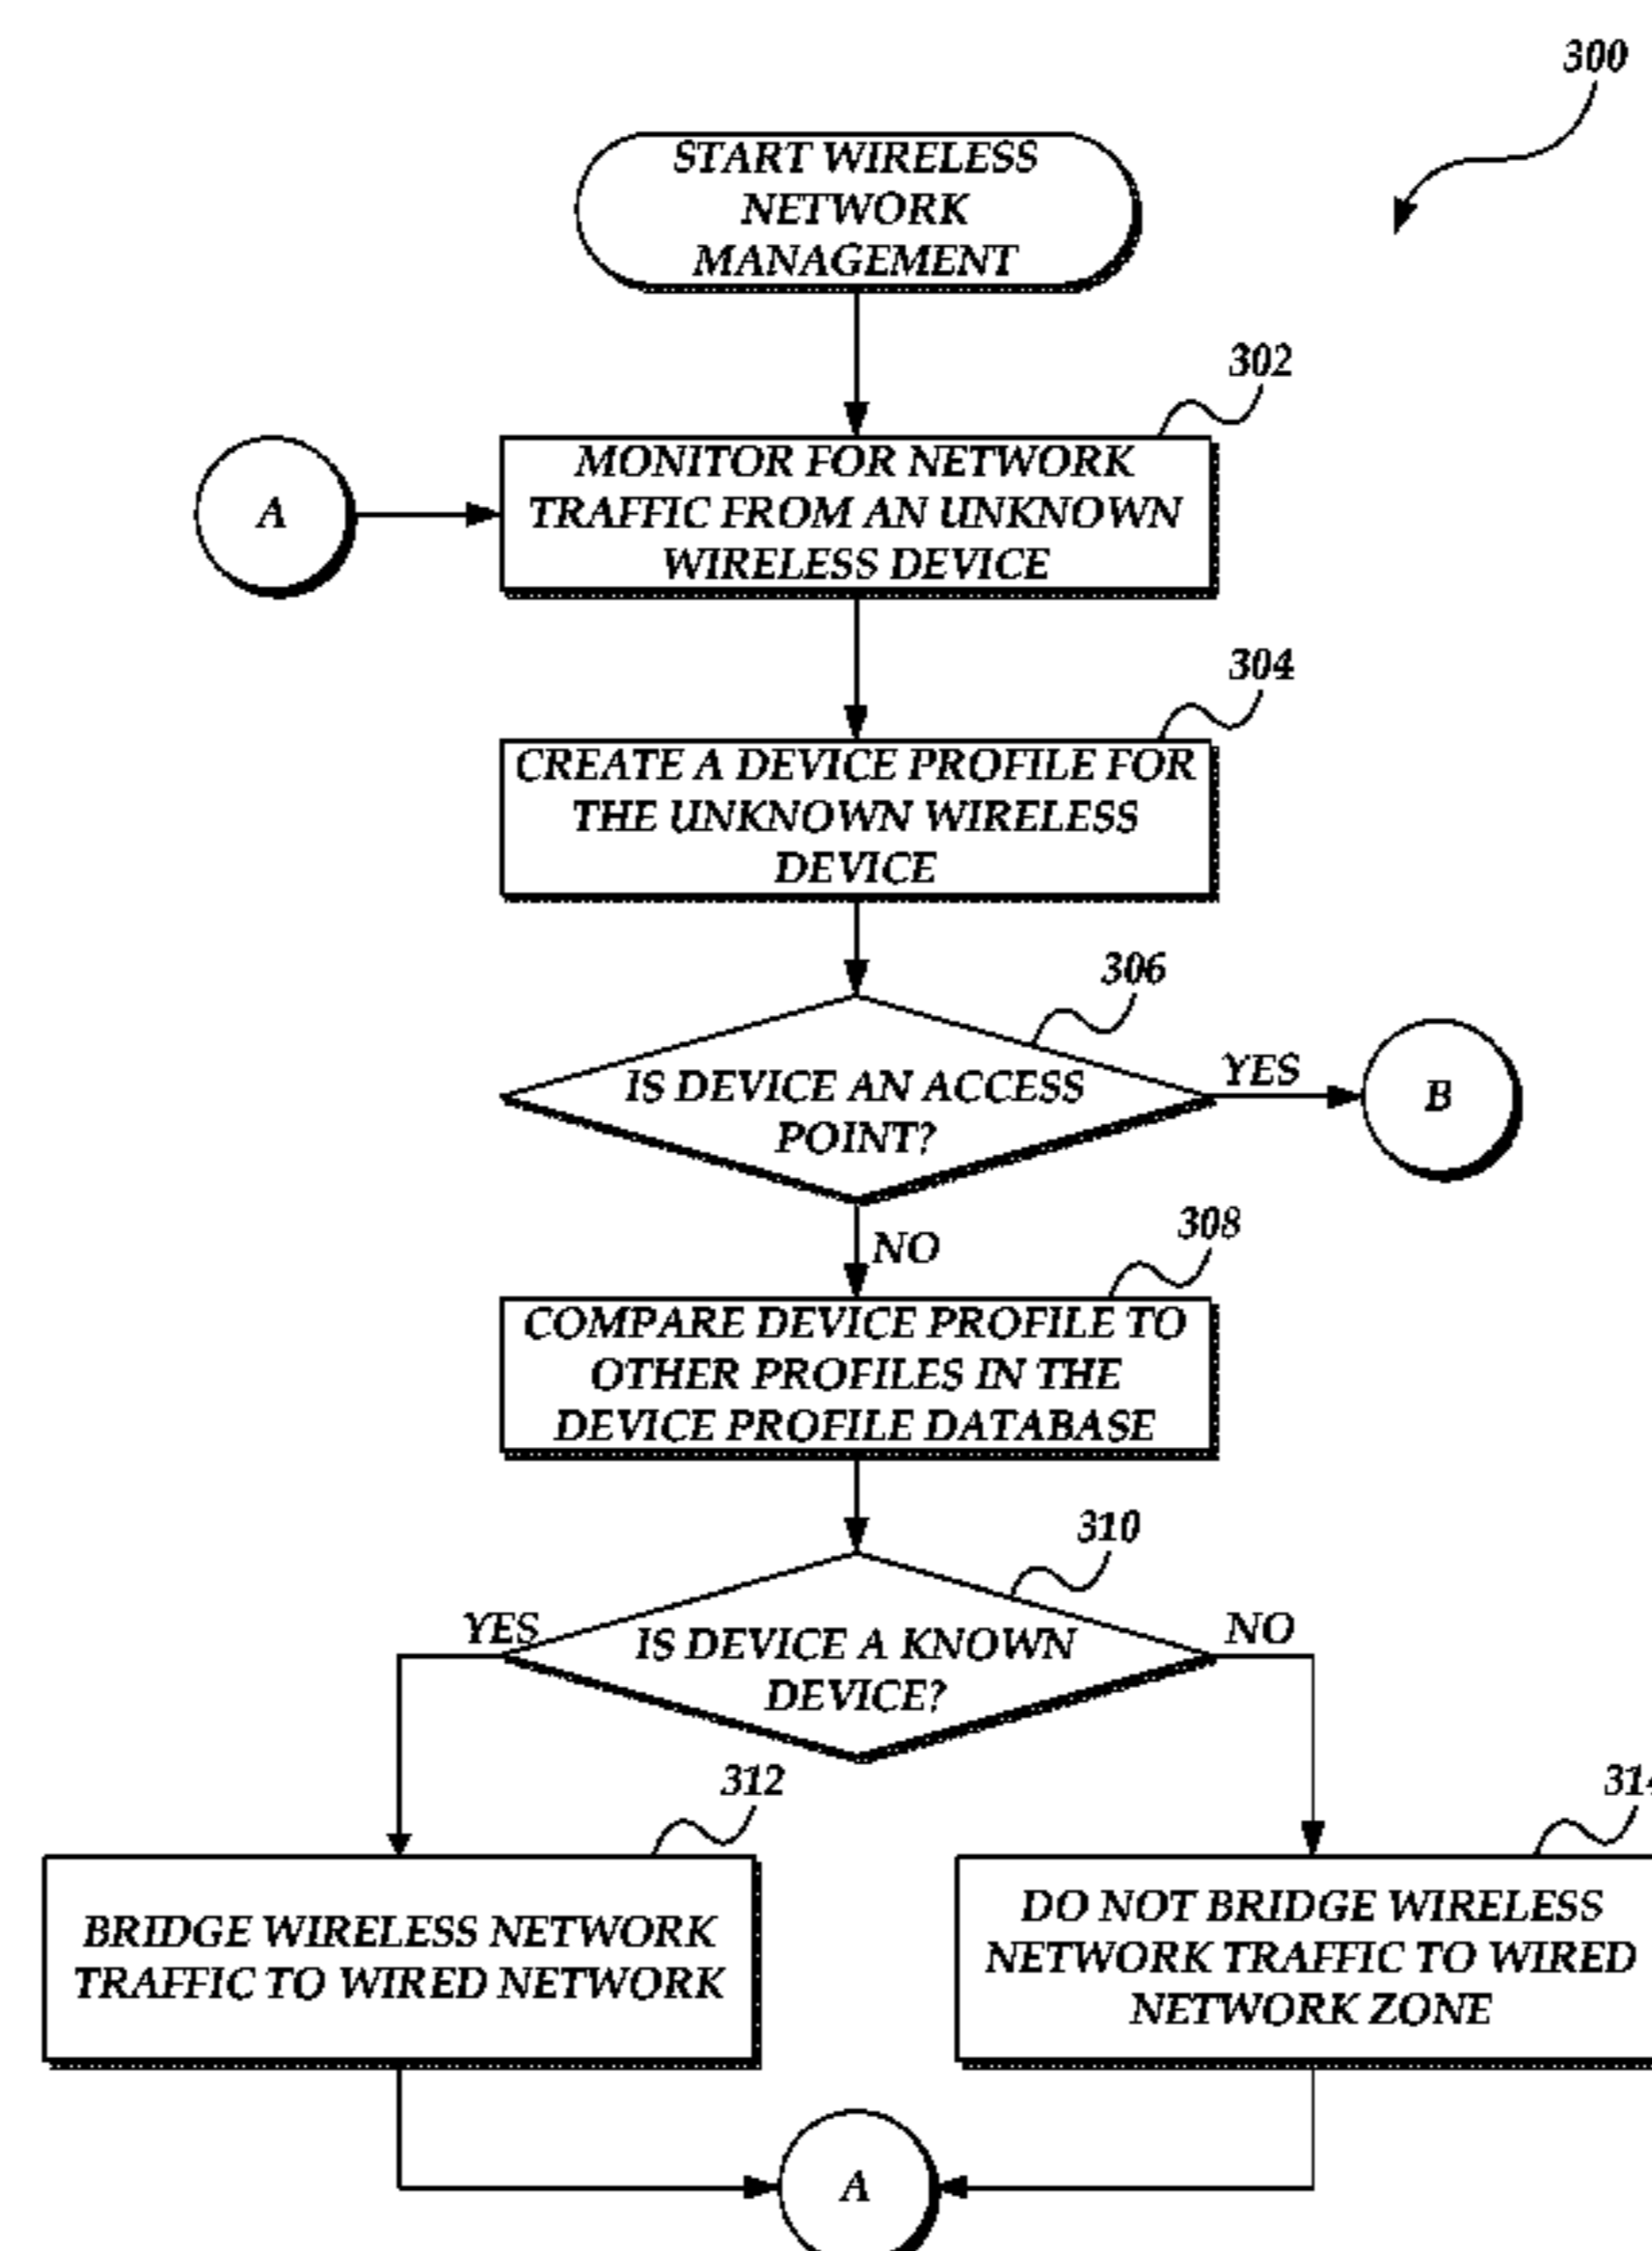 300
START WIRELESS
NETWORK
MANAGEMENT
302
A
MONITOR FOR NETWORK
TRAFFIC FROM AN UNKNOWN
WIRELESS DEVICE
304
CREATE A DEVICE PROFILE FOR
THE UNKNOWN WIRELESS
DEVICE
306
IS DEVICE AN ACCESS
POINT?
YES
B
NO
308
COMPARE DEVICE PROFILE TO
OTHER PROFILES IN THE
DEVICE PROFILE DATABASE
310
YES
IS DEVICE A KNOWN
DEVICE?
NO
312
BRIDGE WIRELESS NETWORK
TRAFFIC TO WIRED NETWORK
314
DO NOT BRIDGE WIRELESS
NETWORK TRAFFIC TO WIRED
NETWORK ZONE
A